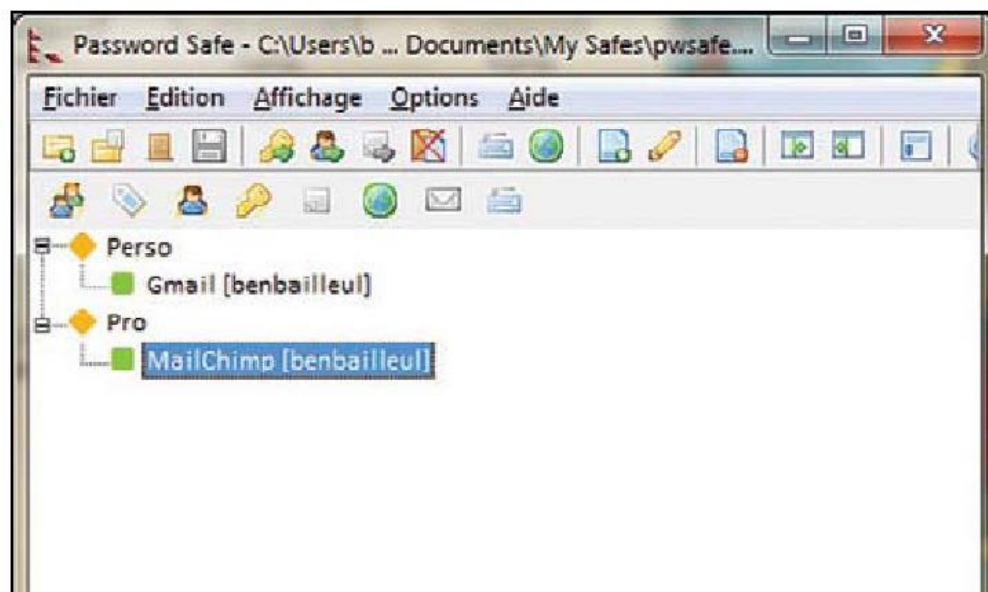 Password Safe - C:\Users\b ... Documents\My Safes\pwsafe....
Fichier Edition Affichage Options Aide
Perso
Gmail [benbailleul]
Pro
MailChimp [benbailleul]